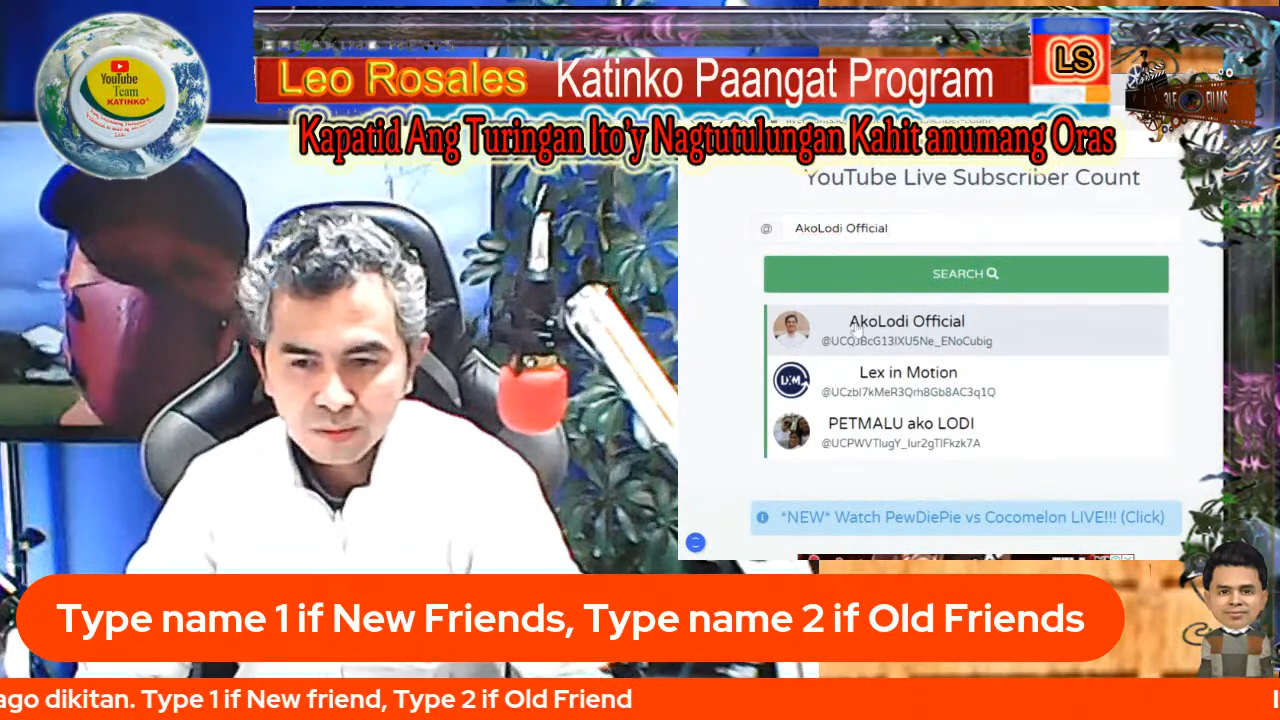 YouTube
Team
KATINKO
Leo Rosales
Katinko Paangat Program
LS
3LE FILMS
Kapatid Ang Turingan Ito'y Nagtutulungan Kahit anumang Oras
YouTube Live Subscriber Count
@ AkoLodi Official
SEARCH
AkoLodi Official
Lex in Motion
PETMALU ako LODI
*NEW* Watch PewDiePie vs Cocomelon LIVE!!! (Click)
Type name 1 if New Friends, Type name 2 if Old Friends
ago dikitan. Type 1 if New friend, Type 2 if Old Friend